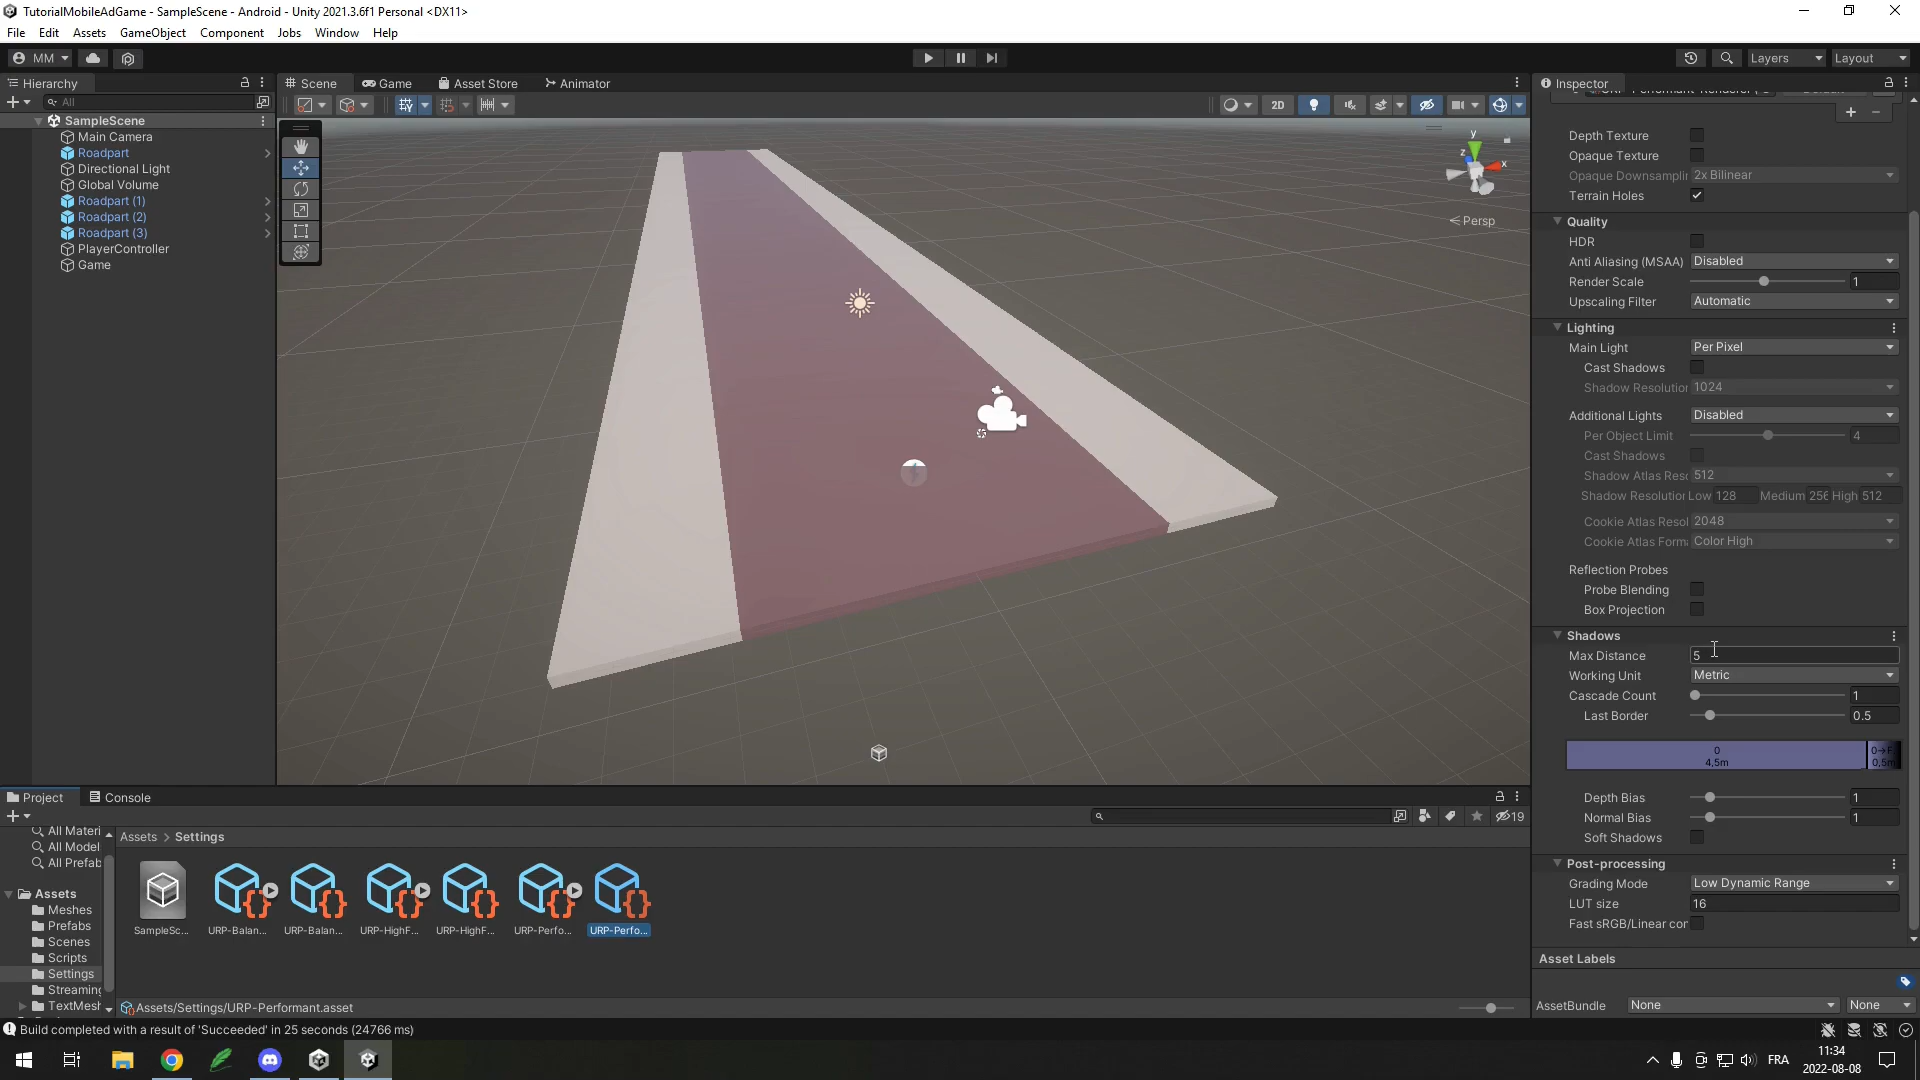 TutorialMobileAdGame - SampleScene - Android - Unity 2021.3.6f1 Personal <DX11>
File Edit Assets GameObject Component Jobs Window Help
MM Layers Layout
Hierarchy Scene Game Asset Store Animator Inspector
All
2D
SampleScene
Main Camera
Roadpart
Directional Light
Global Volume
Roadpart (1)
Roadpart (2)
Roadpart (3)
PlayerController
Game
y
z
x
Persp
Depth Texture
Opaque Texture
Opaque Downsamplin 2x Bilinear
Terrain Holes
Quality
HDR
Anti Aliasing (MSAA) Disabled
Render Scale 1
Upscaling Filter Automatic
Lighting
Main Light Per Pixel
Cast Shadows
Shadow Resolution 1024
Additional Lights Disabled
Per Object Limit 4
Cast Shadows
Shadow Atlas Reso 512
Shadow Resolution Low 128 Medium 256 High 512
Cookie Atlas Resol 2048
Cookie Atlas Forma Color High
Reflection Probes
Probe Blending
Box Projection
Shadows
Max Distance 5
Working Unit Metric
Cascade Count 1
Last Border 0.5
0
4,5m
0→F
0,5m
Depth Bias 1
Normal Bias 1
Soft Shadows
Post-processing
Grading Mode Low Dynamic Range
LUT size 16
Fast sRGB/Linear cor
Asset Labels
AssetBundle None None
Project Console
19
All Materi
All Model
All Prefab
Assets
Meshes
Prefabs
Scenes
Scripts
Settings
Streaming
TextMesh
Assets > Settings
SampleSc... URP-Balan... URP-Balan... URP-HighF... URP-HighF... URP-Perfo... URP-Perfo...
Assets/Settings/URP-Performant.asset
Build completed with a result of 'Succeeded' in 25 seconds (24766 ms)
FRA
11:34
2022-08-08